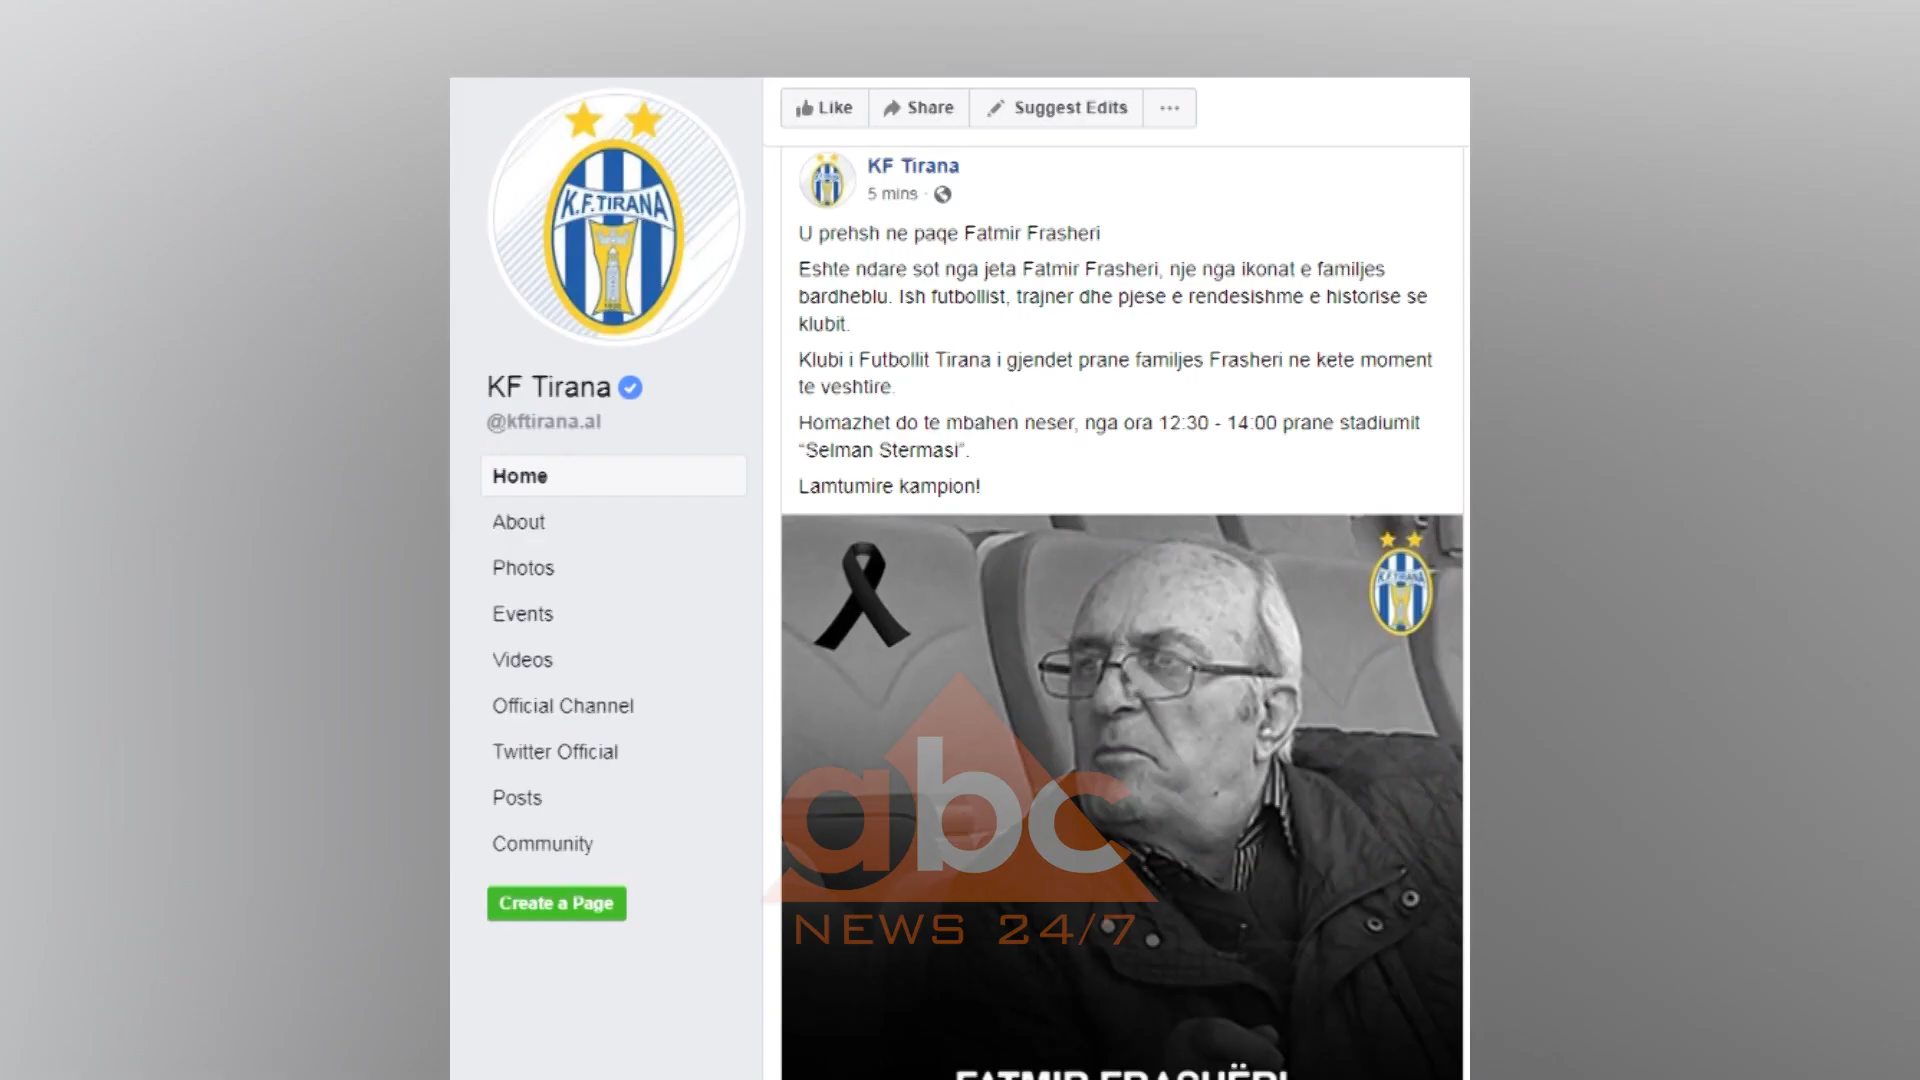 K.F.TIRANA
1920
KF Tirana
@kftirana.al
Home
About
Photos
Events
Videos
Official Channel
Twitter Official
Posts
Community
Create a Page
Like
Share
Suggest Edits
KF Tirana
5 mins ·
U prehsh ne paqe Fatmir Frasheri
Eshte ndare sot nga jeta Fatmir Frasheri, nje nga ikonat e familjes
bardheblu. Ish futbollist, trajner dhe pjese e rendesishme e historise se
klubit.
Klubi i Futbollit Tirana i gjendet prane familjes Frasheri ne kete moment
te veshtire.
Homazhet do te mbahen neser, nga ora 12:30 - 14:00 prane stadiumit
“Selman Stermasi”.
Lamtumire kampion!
K.F.TIRANA
abc
NEWS 24/7
FATMIR FRASHËRI